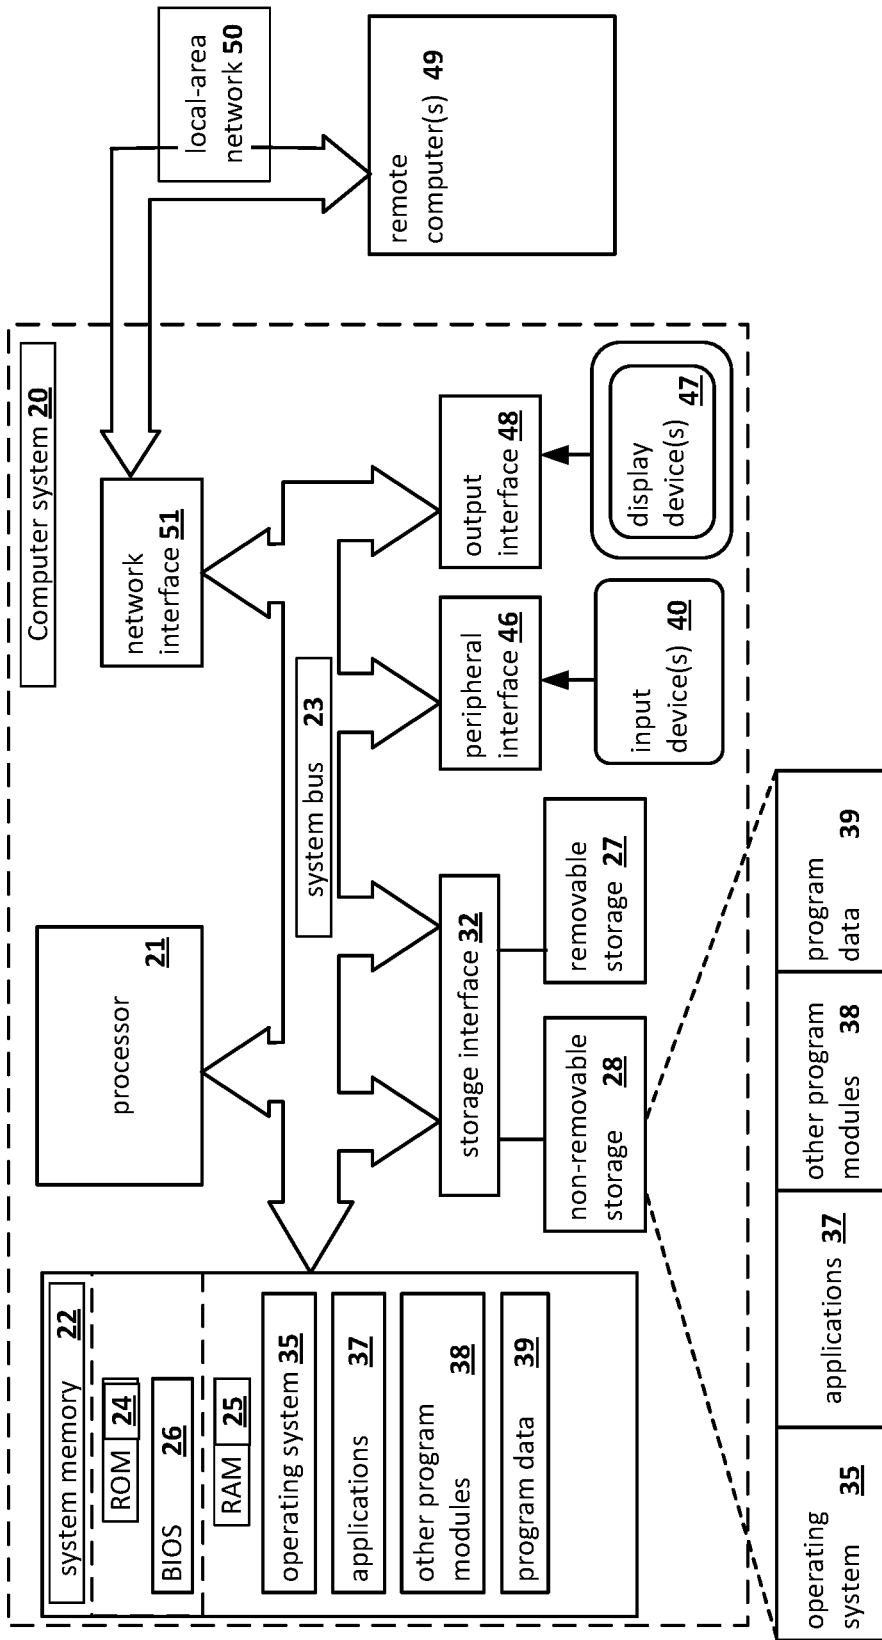 Computer system 20
system memory 22
ROM 24
BIOS 26
RAM 25
operating system 35
applications 37
other program
modules 38
program data 39
processor 21
system bus 23
network
interface 51
local-area
network 50
remote
computer(s) 49
storage interface 32
peripheral
interface 46
output
interface 48
non-removable
storage 28
removable
storage 27
input
device(s) 40
display
device(s) 47
operating
system 35
applications 37
other program
modules 38
program
data 39